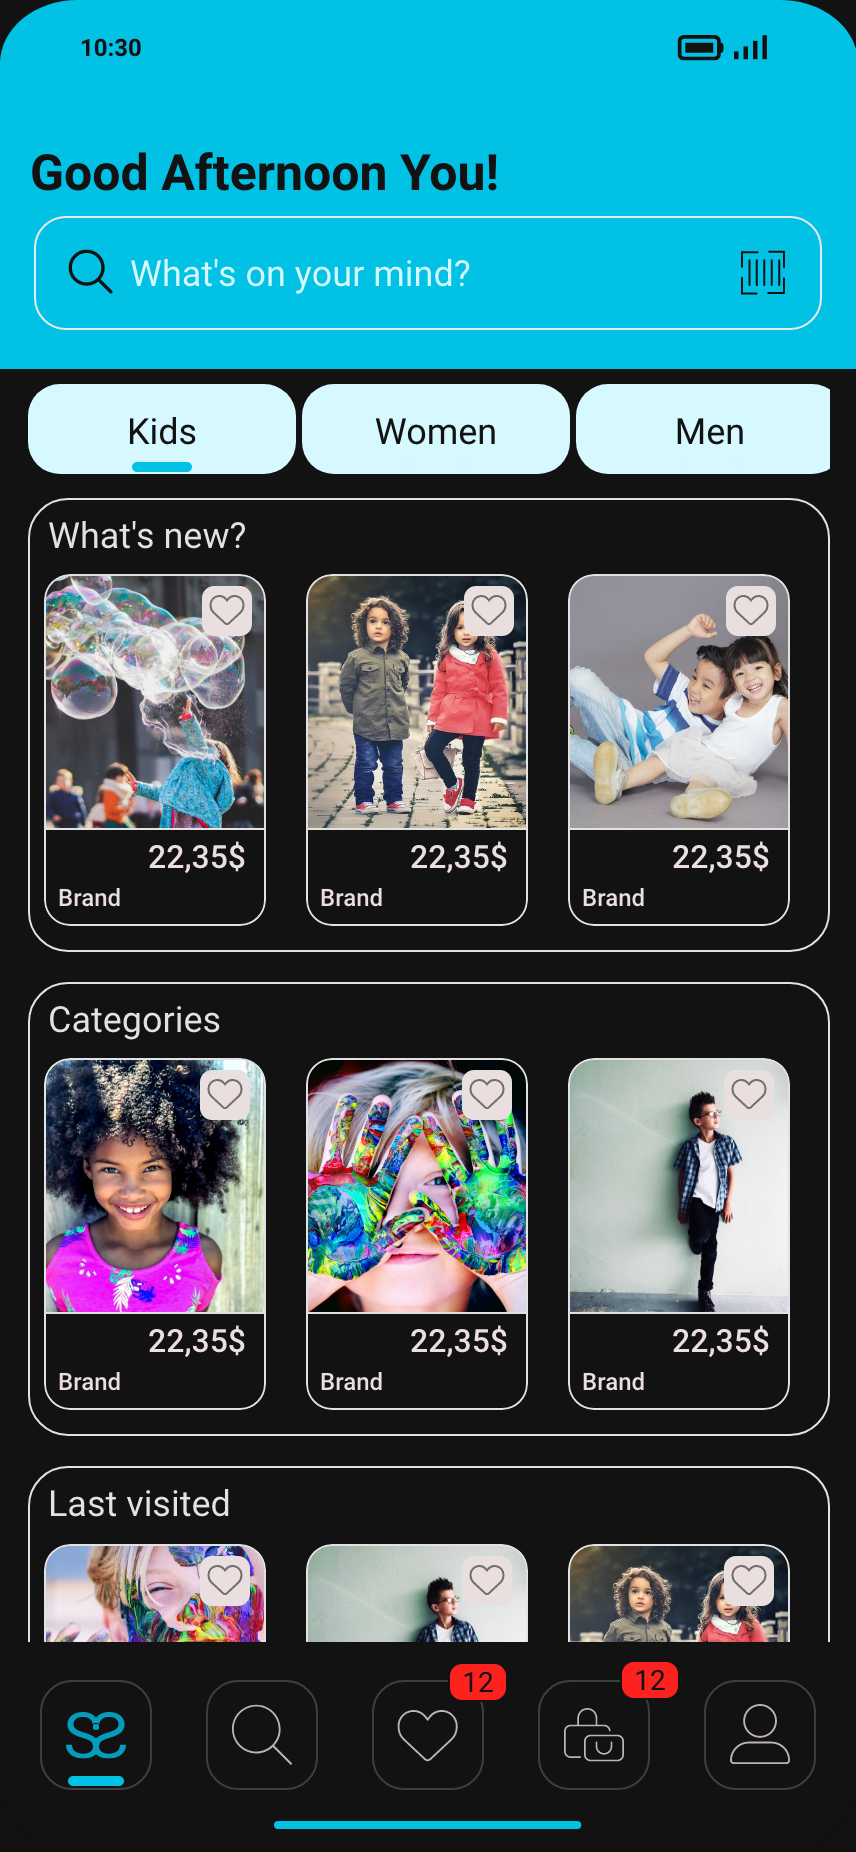 10:30
Good Afternoon You!
What's on your mind?
Kids Women Men
What's new?
22,35$ 22,35$ 22,35$
Brand Brand Brand
Categories
22,35$ 22,35$ 22,35$
Brand Brand Brand
Last visited
12 12